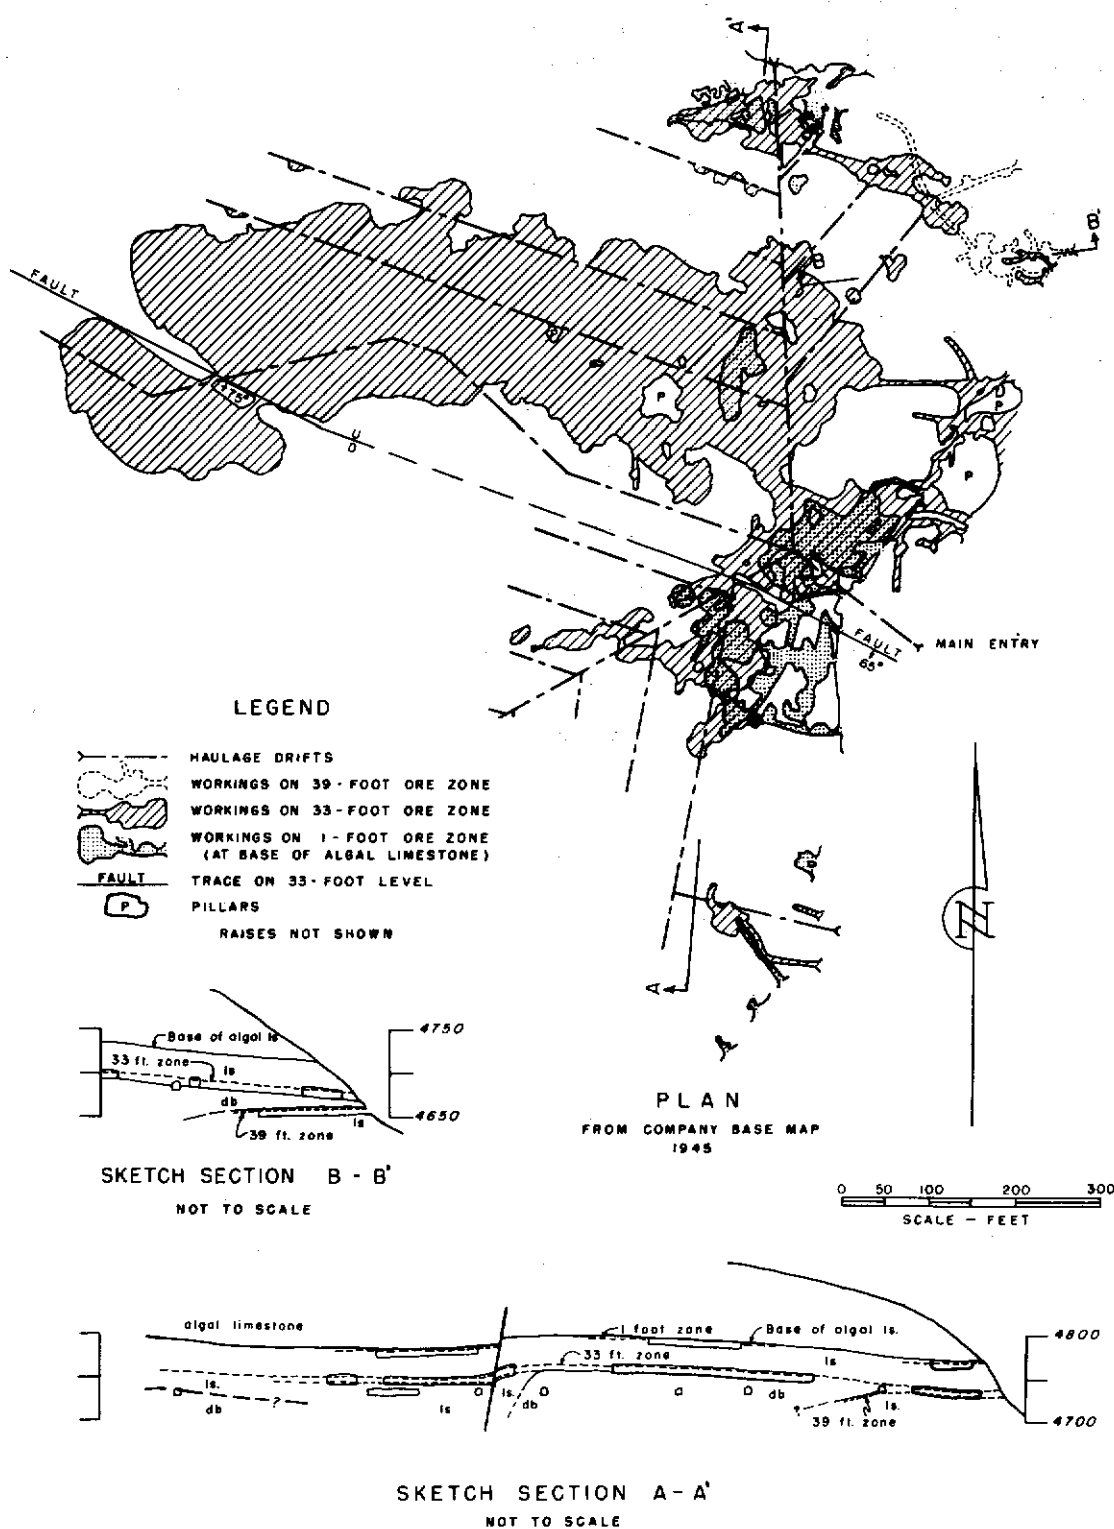 A'
B'
FAULT
B
75°
P
P
P
U
D
FAULT
65°
MAIN ENTRY
LEGEND
HAULAGE DRIFTS
WORKINGS ON 39-FOOT ORE ZONE
WORKINGS ON 33-FOOT ORE ZONE
WORKINGS ON 1-FOOT ORE ZONE
(AT BASE OF ALGAL LIMESTONE)
FAULT TRACE ON 33-FOOT LEVEL
P PILLARS
RAISES NOT SHOWN
A
N
4750
Base of algal ls
33 ft. zone
ls
db
4650
39 ft. zone
ls
SKETCH SECTION B-B'
NOT TO SCALE
PLAN
FROM COMPANY BASE MAP
1945
0 50 100 200 300
SCALE - FEET
algal limestone
1 foot zone
Base of algal ls.
4800
33 ft. zone
ls
ls.
db
?
ls
ls.
db
db
?
39 ft. zone
ls.
4700
SKETCH SECTION A-A'
NOT TO SCALE